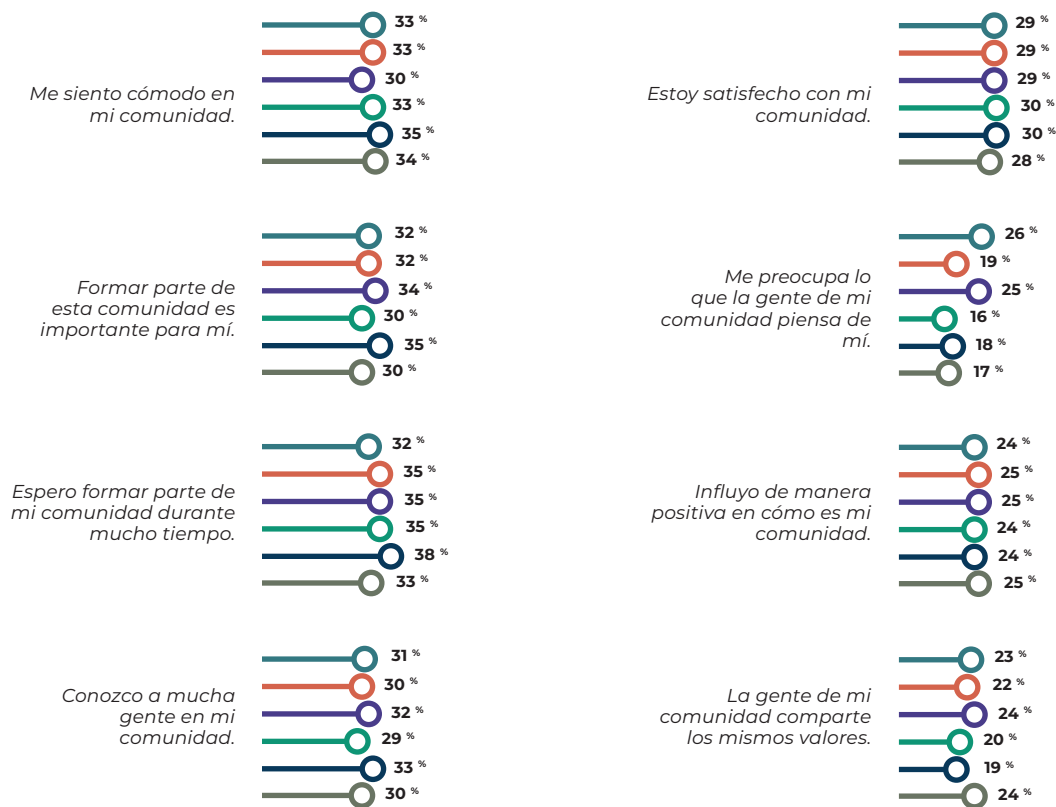 Me siento cómodo en
mi comunidad.
33 %
33 %
30 %
33 %
35 %
34 %
Formar parte de
esta comunidad es
importante para mí.
32 %
32 %
34 %
30 %
35 %
30 %
Espero formar parte de
mi comunidad durante
mucho tiempo.
32 %
35 %
35 %
35 %
38 %
33 %
Conozco a mucha
gente en mi
comunidad.
31 %
30 %
32 %
29 %
33 %
30 %
Estoy satisfecho con mi
comunidad.
29 %
29 %
29 %
30 %
30 %
28 %
Me preocupa lo
que la gente de mi
comunidad piensa de
mí.
26 %
19 %
25 %
16 %
18 %
17 %
Influyo de manera
positiva en cómo es mi
comunidad.
24 %
25 %
25 %
24 %
24 %
25 %
La gente de mi
comunidad comparte
los mismos valores.
23 %
22 %
24 %
20 %
19 %
24 %